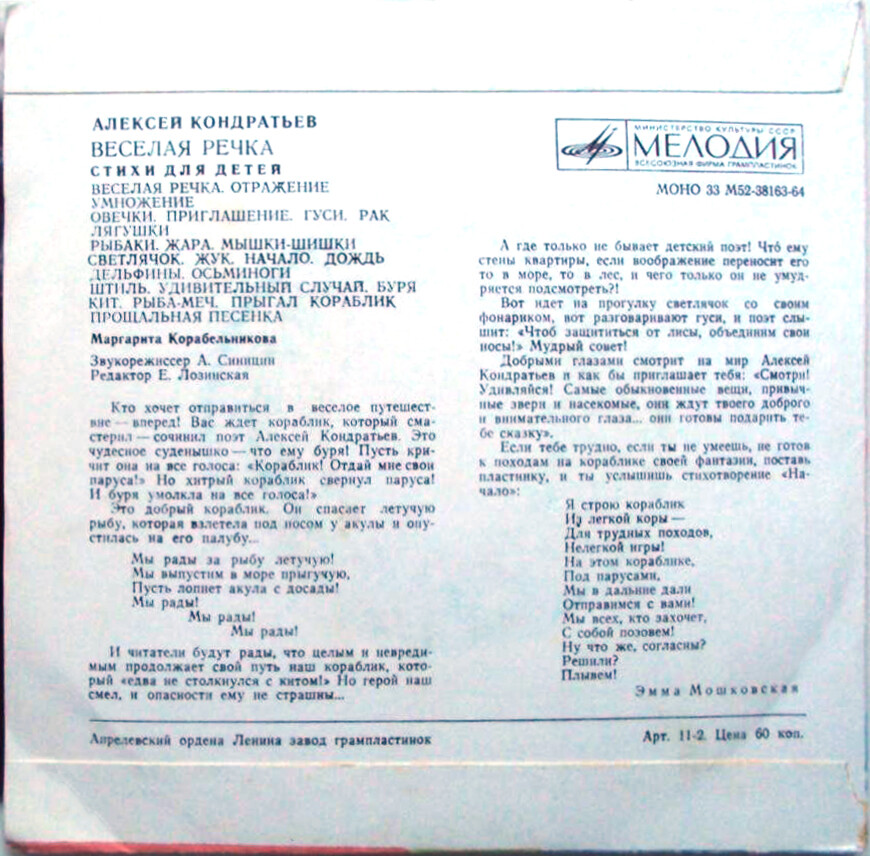 АЛЕКСЕЙ КОНДРАТЬЕВ
ВЕСЕЛАЯ РЕЧКА
СТИХИ ДЛЯ ДЕТЕЙ
ВЕСЕЛАЯ РЕЧКА. ОТРАЖЕНИЕ
УМНОЖЕНИЕ
ОВЕЧКИ. ПРИГЛАШЕНИЕ. ГУСИ. РАК
ЛЯГУШКИ
РЫБАКИ. ЖАРА. МЫШКИ-ШИШКИ
СВЕТЛЯЧОК. ЖУК. НАЧАЛО. ДОЖДЬ
ДЕЛЬФИНЫ. ОСЬМИНОГИ
ШТИЛЬ. УДИВИТЕЛЬНЫЙ СЛУЧАЙ. БУРЯ
КИТ. РЫБА-МЕЧ. ПРЫГАЛ КОРАБЛИК
ПРОЩАЛЬНАЯ ПЕСЕНКА
Маргарита Корабельникова
Звукорежиссер А. Синицин
Редактор Е. Лозинская
Кто хочет отправиться в веселое путешест-
вие — вперед! Вас ждет кораблик, который сма-
стерил — сочинил поэт Алексей Кондратьев. Это
чудесное суденышко — что ему буря! Пусть кри-
чит она на все голоса: «Кораблик! Отдай мне свои
паруса!» Но хитрый кораблик свернул паруса!
И буря умолкла на все голоса!»
Это добрый кораблик. Он спасает летучую
рыбу, которая взлетела под носом у акулы и опу-
стилась на его палубу...
Мы рады за рыбу летучую!
Мы выпустим в море прыгучую,
Пусть лопнет акула с досады!
Мы рады!
Мы рады!
Мы рады!
И читатели будут рады, что целым и невреди-
мым продолжает свой путь наш кораблик, кото-
рый «едва не столкнулся с китом!» Но герой наш
смел, и опасности ему не страшны...
МИНИСТЕРСТВО КУЛЬТУРЫ СССР
МЕЛОДИЯ
ВСЕСОЮЗНАЯ ФИРМА ГРАМПЛАСТИНОК
МОНО 33 М52-38163-64
А где только не бывает детский поэт! Что́ ему
стены квартиры, если воображение переносит его
то в море, то в лес, и чего только он не умуд-
ряется подсмотреть?!
Вот идет на прогулку светлячок со своим
фонариком, вот разговаривают гуси, и поэт слы-
шит: «Чтоб защититься от лисы, объединим свои
носы!» Мудрый совет!
Добрыми глазами смотрит на мир Алексей
Кондратьев и как бы приглашает тебя: «Смотри!
Удивляйся! Самые обыкновенные вещи, привыч-
ные звери и насекомые, они ждут твоего доброго
и внимательного глаза... они готовы подарить те-
бе сказку».
Если тебе трудно, если ты не умеешь, не готов
к походам на кораблике своей фантазии, поставь
пластинку, и ты услышишь стихотворение «На-
чало»:
Я строю кораблик
Из легкой коры —
Для трудных походов,
Нелегкой игры!
На этом кораблике,
Под парусами,
Мы в дальние дали
Отправимся с вами!
Мы всех, кто захочет,
С собой позовем!
Ну что же, согласны?
Решили?
Плывем!
Эмма Мошковская
Апрелевский ордена Ленина завод грампластинок
Арт. 11-2. Цена 60 коп.